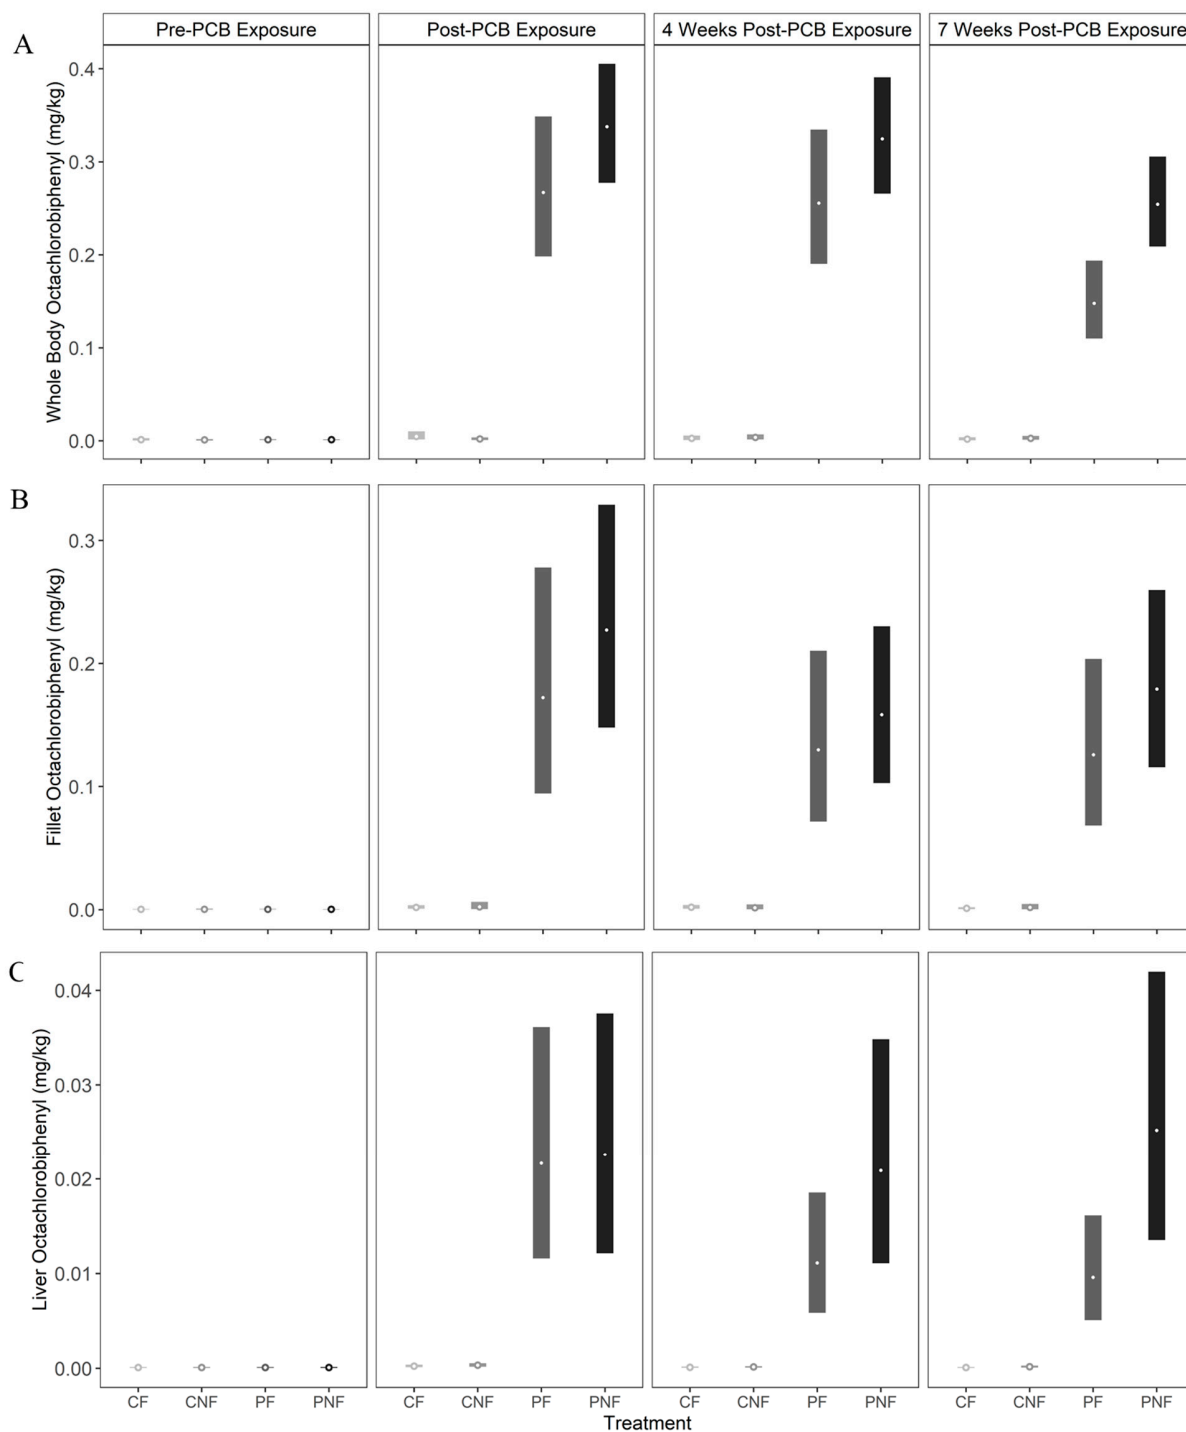 A
Pre-PCB Exposure
Post-PCB Exposure
4 Weeks Post-PCB Exposure
7 Weeks Post-PCB Exposure
Whole Body Octachlorobiphenyl (mg/kg)
0.4
0.3
0.2
0.1
0.0
B
Fillet Octachlorobiphenyl (mg/kg)
0.3
0.2
0.1
0.0
C
Liver Octachlorobiphenyl (mg/kg)
0.04
0.03
0.02
0.01
0.00
CF CNF PF PNF CF CNF PF PNF CF CNF PF PNF CF CNF PF PNF
Treatment